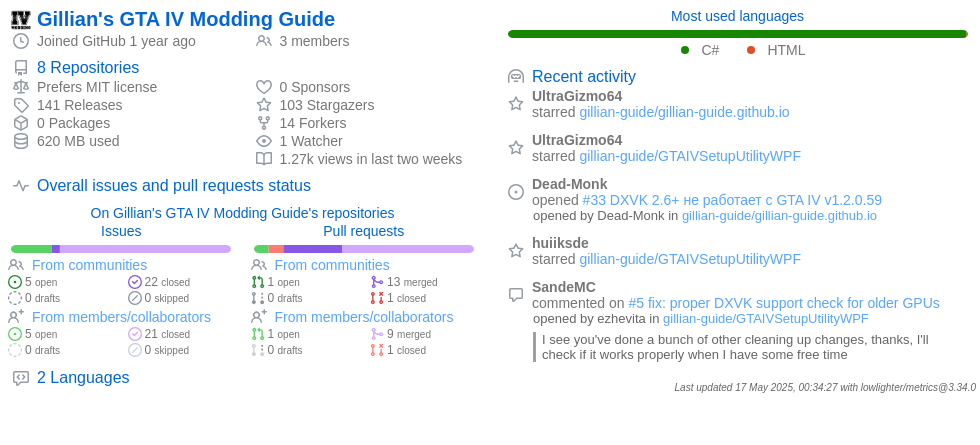 Gillian's GTA IV Modding Guide
Joined GitHub 1 year ago
3 members
8 Repositories
Prefers MIT license
0 Sponsors
141 Releases
103 Stargazers
0 Packages
14 Forkers
620 MB used
1 Watcher
1.27k views in last two weeks
Overall issues and pull requests status
On Gillian's GTA IV Modding Guide's repositories
Issues
Pull requests
From communities
From communities
5 open
22 closed
1 open
13 merged
0 drafts
0 skipped
0 drafts
1 closed
From members/collaborators
From members/collaborators
5 open
21 closed
1 open
9 merged
0 drafts
0 skipped
0 drafts
1 closed
2 Languages
Most used languages
C#
HTML
Recent activity
UltraGizmo64
starred gillian-guide/gillian-guide.github.io
UltraGizmo64
starred gillian-guide/GTAIVSetupUtilityWPF
Dead-Monk
opened #33 DXVK 2.6+ не работает с GTA IV v1.2.0.59
opened by Dead-Monk in gillian-guide/gillian-guide.github.io
huiiksde
starred gillian-guide/GTAIVSetupUtilityWPF
SandeMC
commented on #5 fix: proper DXVK support check for older GPUs
opened by ezhevita in gillian-guide/GTAIVSetupUtilityWPF
I see you've done a bunch of other cleaning up changes, thanks, I'll
check if it works properly when I have some free time
Last updated 17 May 2025, 00:34:27 with lowlighter/metrics@3.34.0